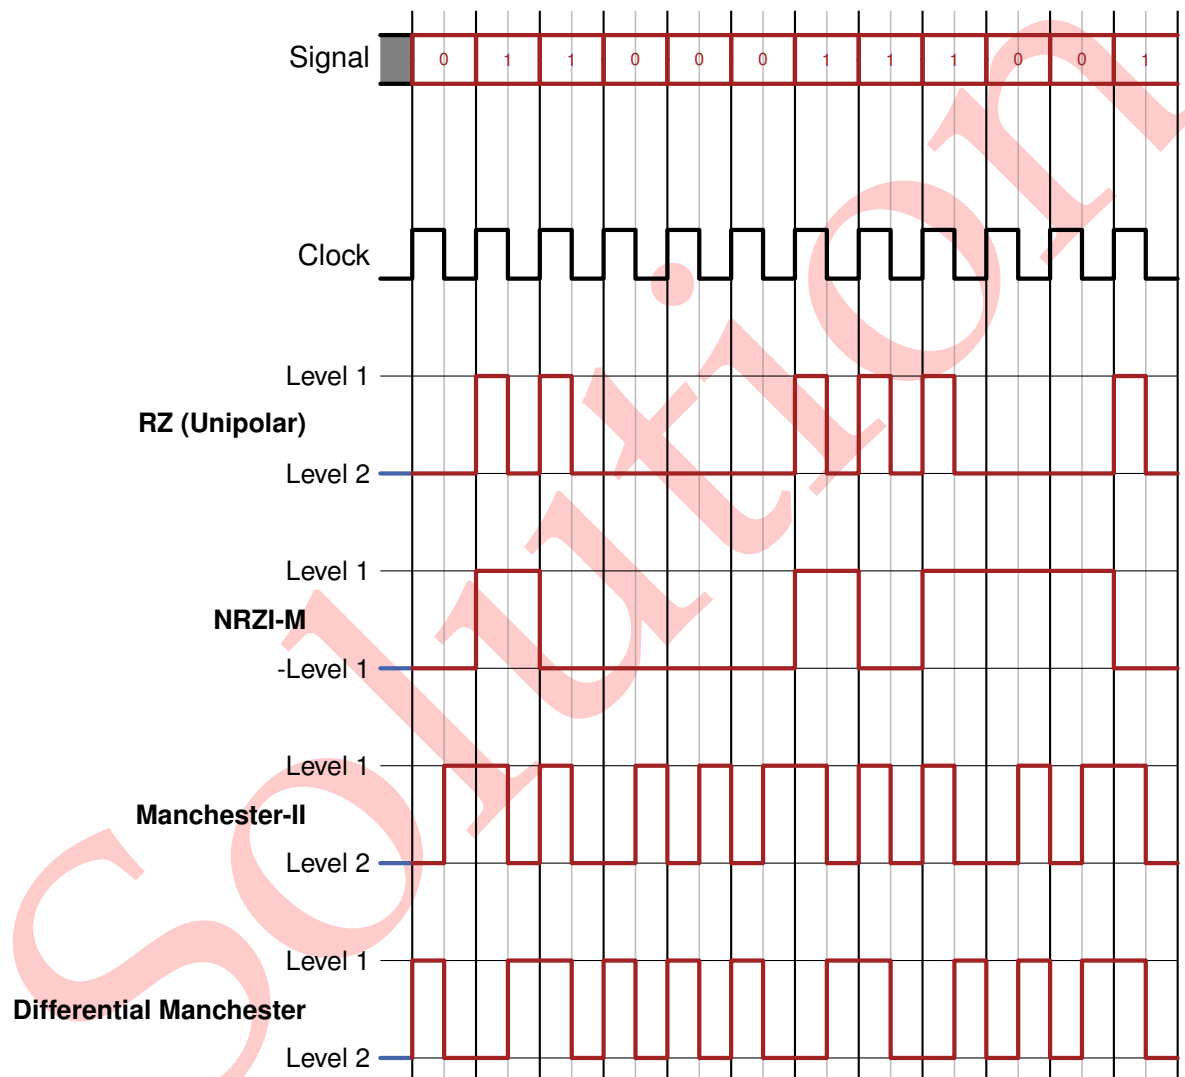 Signal 0 1 1 0 0 0 1 1 1 0 0 1
Clock
Level 1
RZ (Unipolar)
Level 2
Level 1
NRZI-M
-Level 1
Level 1
Manchester-II
Level 2
Level 1
Differential Manchester
Level 2
Solution